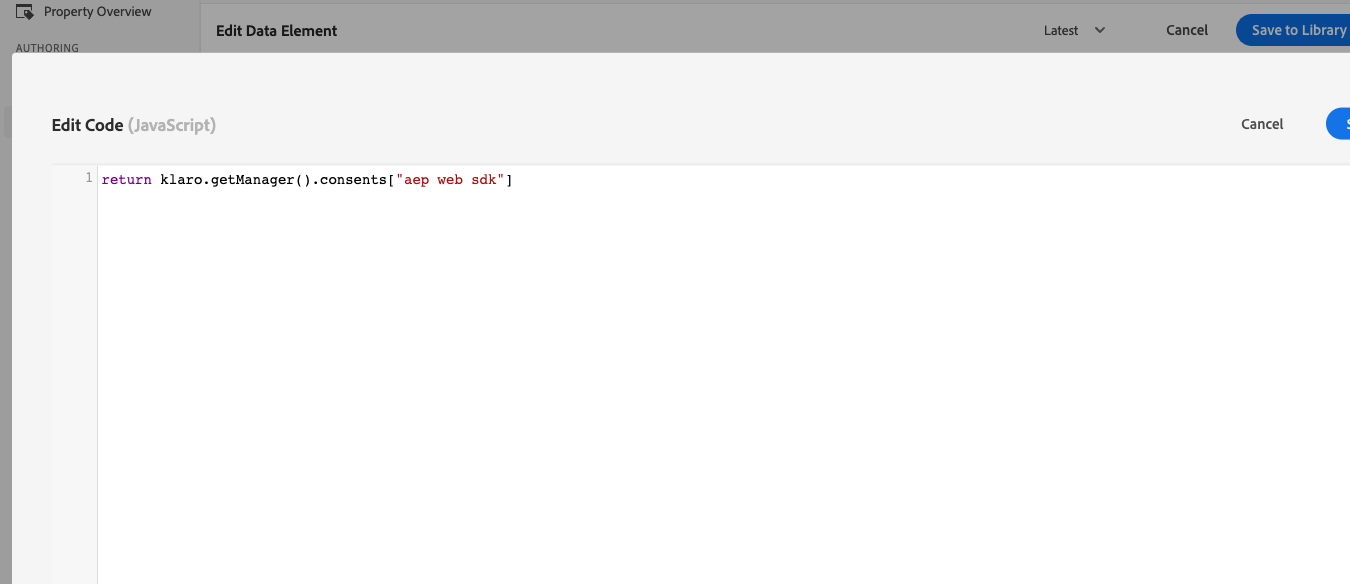 Property Overview
AUTHORING
Edit Data Element
Latest
Cancel
Save to Library
Edit Code (JavaScript)
Cancel
S
1
return klaro.getManager().consents["aep web sdk"]